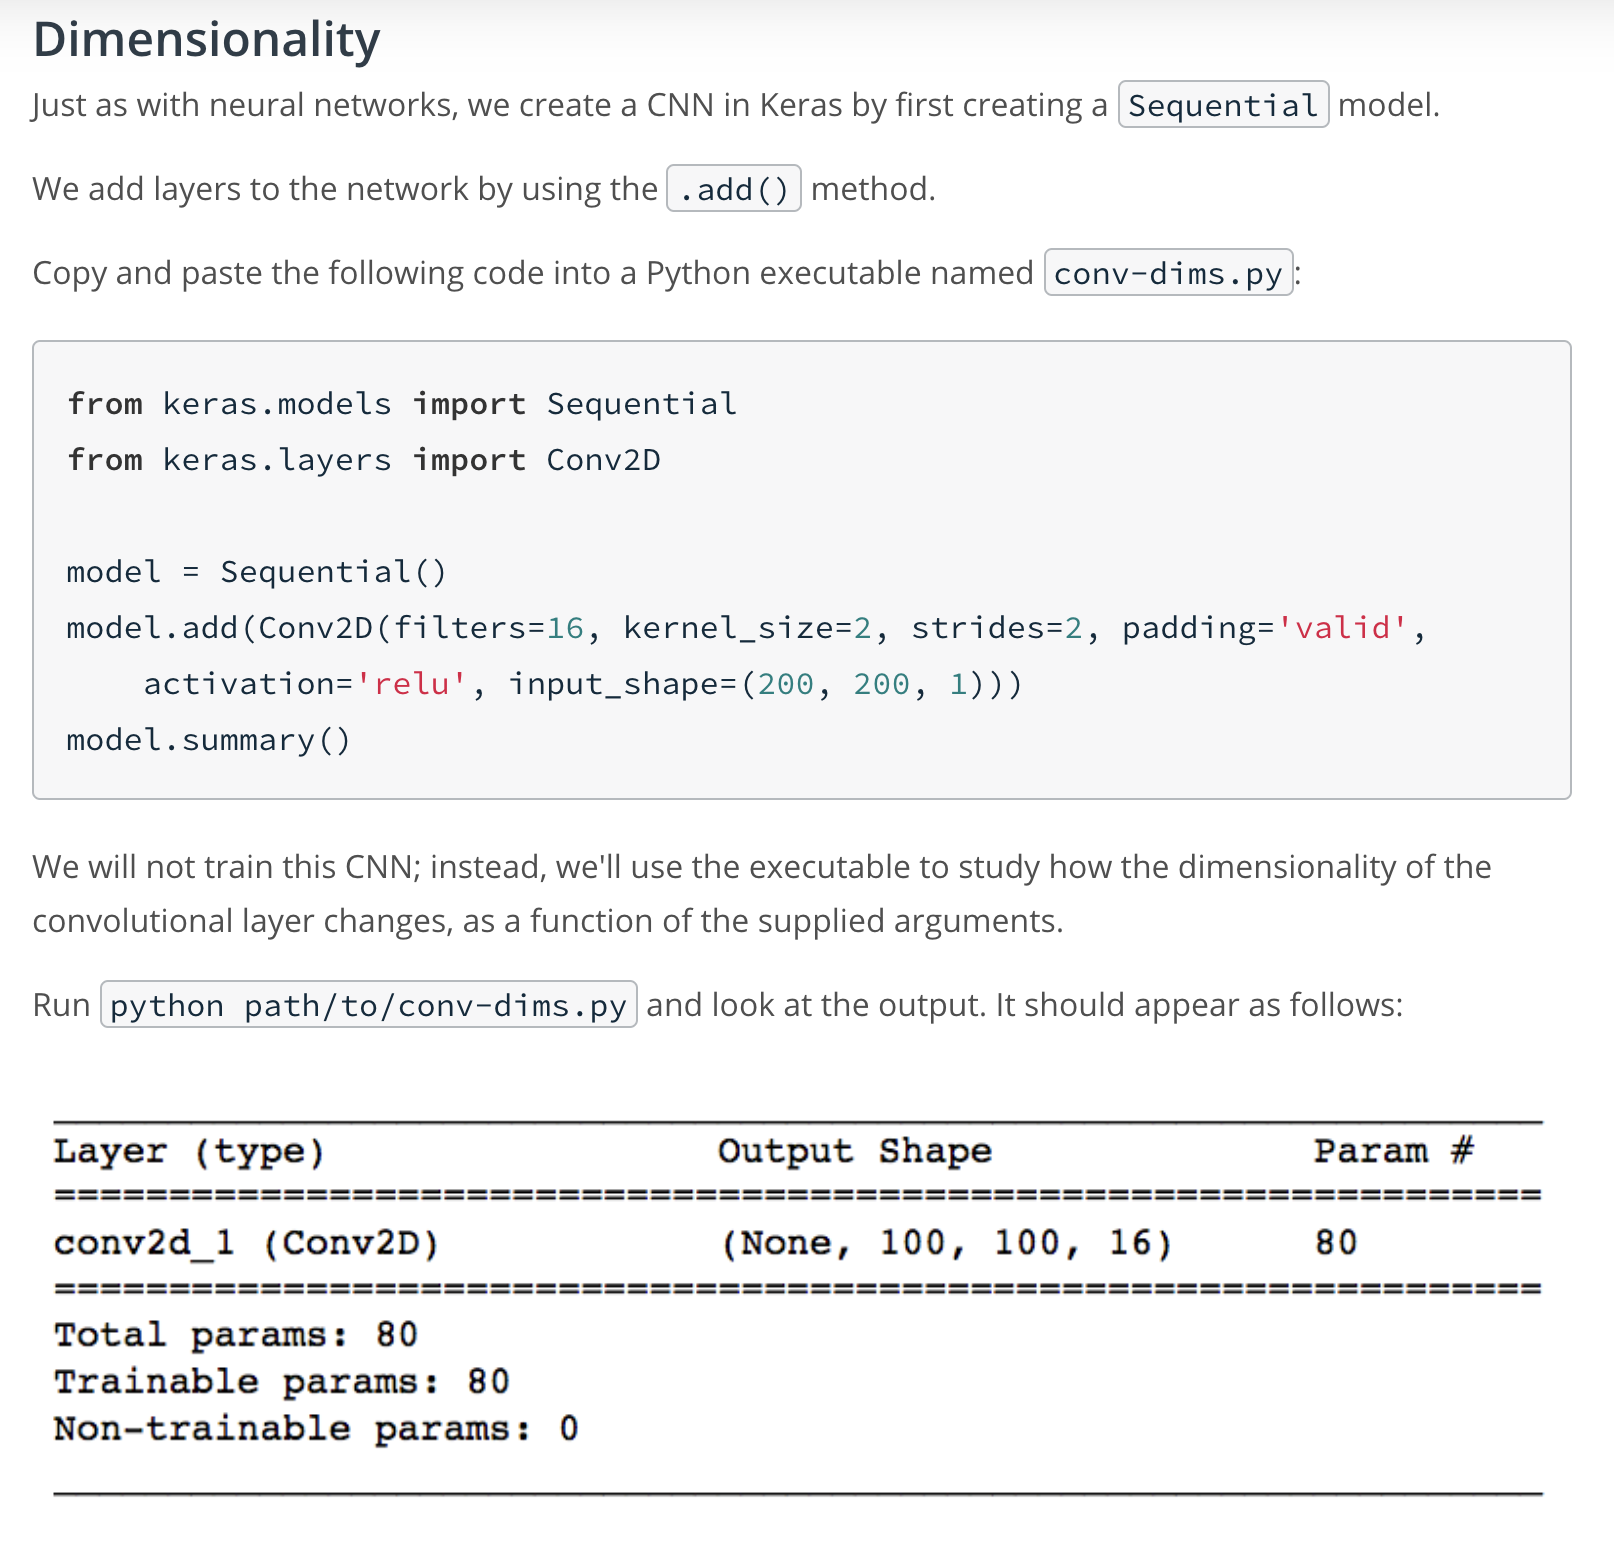 Dimensionality
Just as with neural networks, we create a CNN in Keras by first creating a Sequential model.
We add layers to the network by using the .add() method.
Copy and paste the following code into a Python executable named conv-dims.py:
from keras.models import Sequential
from keras.layers import Conv2D
model = Sequential()
model.add(Conv2D(filters=16, kernel_size=2, strides=2, padding='valid',
    activation='relu', input_shape=(200, 200, 1)))
model.summary()
We will not train this CNN; instead, we'll use the executable to study how the dimensionality of the
convolutional layer changes, as a function of the supplied arguments.
Run python path/to/conv-dims.py and look at the output. It should appear as follows:
Layer (type) Output Shape Param #
=================================================================
conv2d_1 (Conv2D) (None, 100, 100, 16) 80
=================================================================
Total params: 80
Trainable params: 80
Non-trainable params: 0